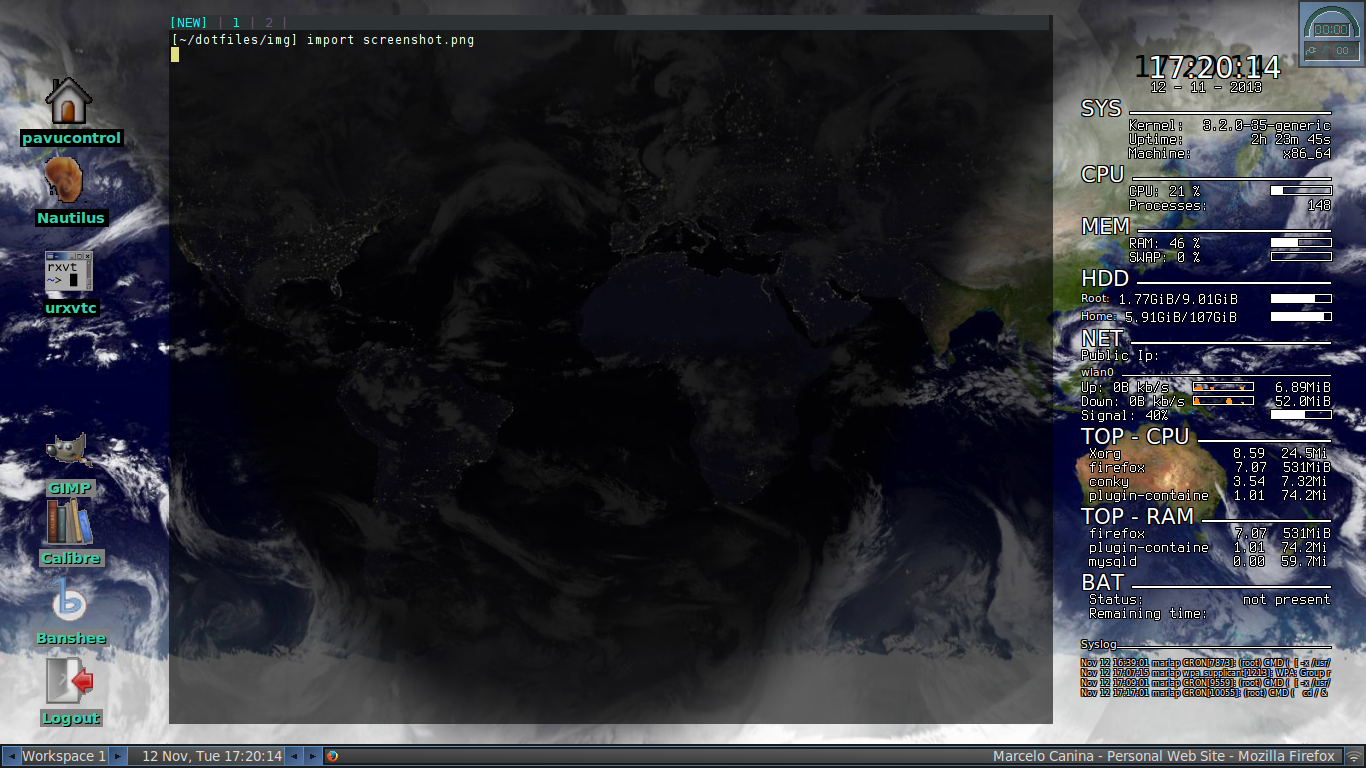 [NEW] | 1 | 2 |
[~/dotfiles/img] import screenshot.png
pavucontrol
Nautilus
rxvt
~>
urxvtc
GIMP
Calibre
Banshee
Logout
00:00
00
17:20:14
12 - 11 - 2013
SYS
Kernel: 3.2.0-35-generic
Uptime: 2h 23m 45s
Machine: x86_64
CPU
CPU: 21 %
Processes: 148
MEM
RAM: 46 %
SWAP: 0 %
HDD
Root: 1.77GiB/9.01GiB
Home: 5.91GiB/107GiB
NET
Public Ip:
wlan0
Up: 0B kb/s 6.89MiB
Down: 0B kb/s 52.0MiB
Signal: 40%
TOP - CPU
Xorg 8.59 24.5Mi
firefox 7.07 531MiB
conky 3.54 7.32Mi
plugin-containe 1.01 74.2Mi
TOP - RAM
firefox 7.07 531MiB
plugin-containe 1.01 74.2Mi
mysqld 0.00 59.7Mi
BAT
Status: not present
Remaining time:
Syslog
Nov 12 16:39:01 marlap CRON[7873]: (root) CMD ( [ -x /usr/
Nov 12 17:07:15 marlap wpa_supplicant[1213]: WPA: Group r
Nov 12 17:09:01 marlap CRON[9559]: (root) CMD ( [ -x /usr/
Nov 12 17:17:01 marlap CRON[10055]: (root) CMD ( cd / &
Workspace 1 12 Nov, Tue 17:20:14 Marcelo Canina - Personal Web Site - Mozilla Firefox